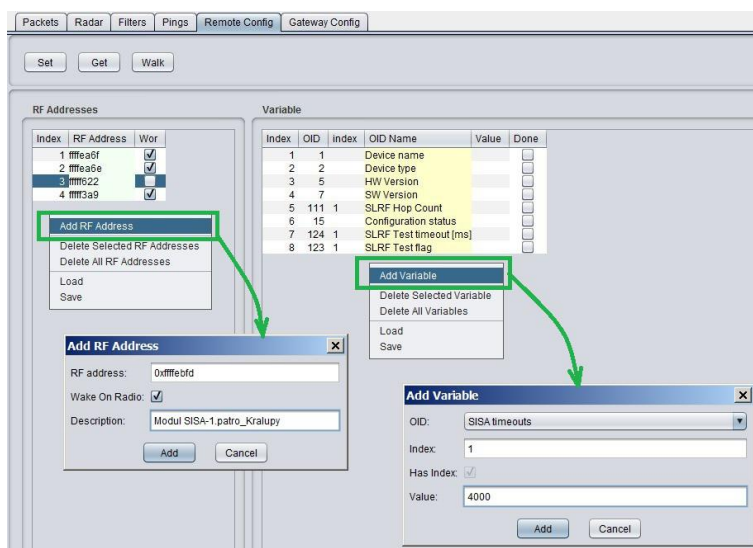 Packets Radar Filters Pings Remote Config Gateway Config
Set Get Walk
RF Addresses
Index RF Address Wor
1 ffffea6f
2 ffffea6e
3 fffff622
4 fffff3a9
Add RF Address
Delete Selected RF Addresses
Delete All RF Addresses
Load
Save
Add RF Address
RF address: 0xffffebfd
Wake On Radio:
Description: Modul SISA-1.patro_Kralupy
Add Cancel
Variable
Index OID index OID Name Value Done
1 1 Device name
2 2 Device type
3 5 HW Version
4 7 SW Version
5 111 1 SLRF Hop Count
6 15 Configuration status
7 124 1 SLRF Test timeout [ms]
8 123 1 SLRF Test flag
Add Variable
Delete Selected Variable
Delete All Variables
Load
Save
Add Variable
OID: SISA timeouts
Index: 1
Has Index:
Value: 4000
Add Cancel